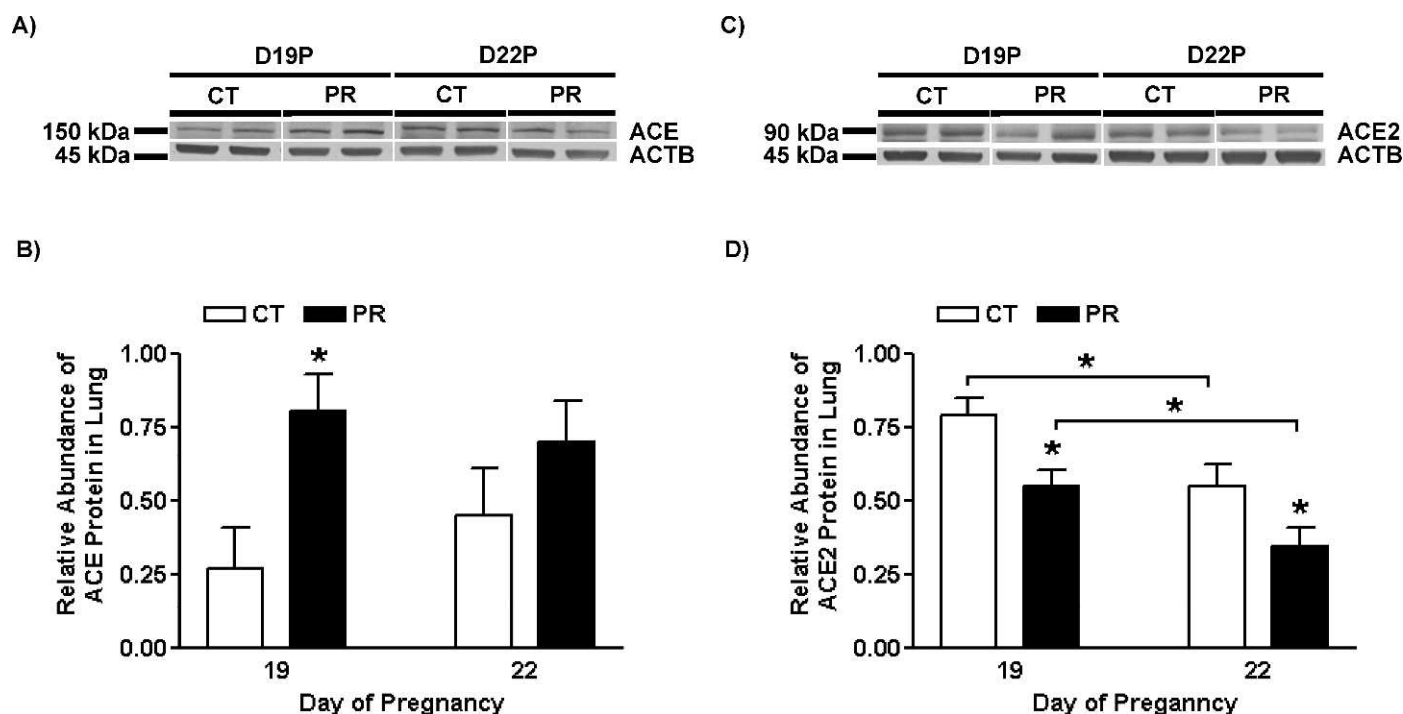 A)
D19P D22P
CT PR CT PR
150 kDa ACE
45 kDa ACTB
B)
CT PR
Relative Abundance of
ACE Protein in Lung
1.00
0.75
0.50
0.25
0.00
*
19 22
Day of Pregnancy
C)
D19P D22P
CT PR CT PR
90 kDa ACE2
45 kDa ACTB
D)
CT PR
Relative Abundance of
ACE2 Protein in Lung
1.00
0.75
0.50
0.25
0.00
*
*
*
*
19 22
Day of Peganncy